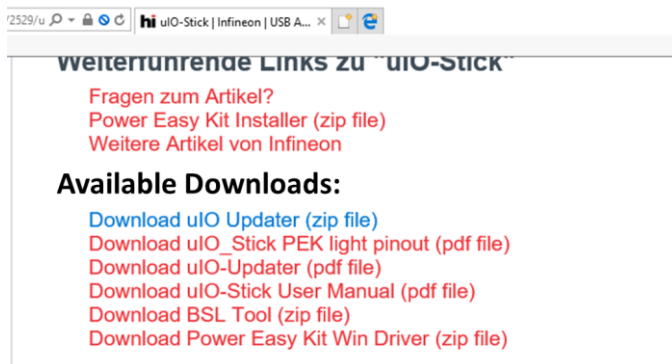 2529/u
hi uIO-Stick | Infineon | USB A... ×
Weiterführende Links zu "uIO-Stick"
Fragen zum Artikel?
Power Easy Kit Installer (zip file)
Weitere Artikel von Infineon
Available Downloads:
Download uIO Updater (zip file)
Download uIO_Stick PEK light pinout (pdf file)
Download uIO-Updater (pdf file)
Download uIO-Stick User Manual (pdf file)
Download BSL Tool (zip file)
Download Power Easy Kit Win Driver (zip file)